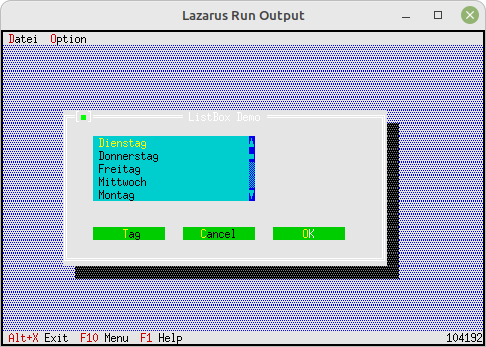 Lazarus Run Output
Datei Option
ListBox Demo
Dienstag
Donnerstag
Freitag
Mittwoch
Montag
Tag Cancel OK
Alt+X Exit F10 Menu F1 Help 104192